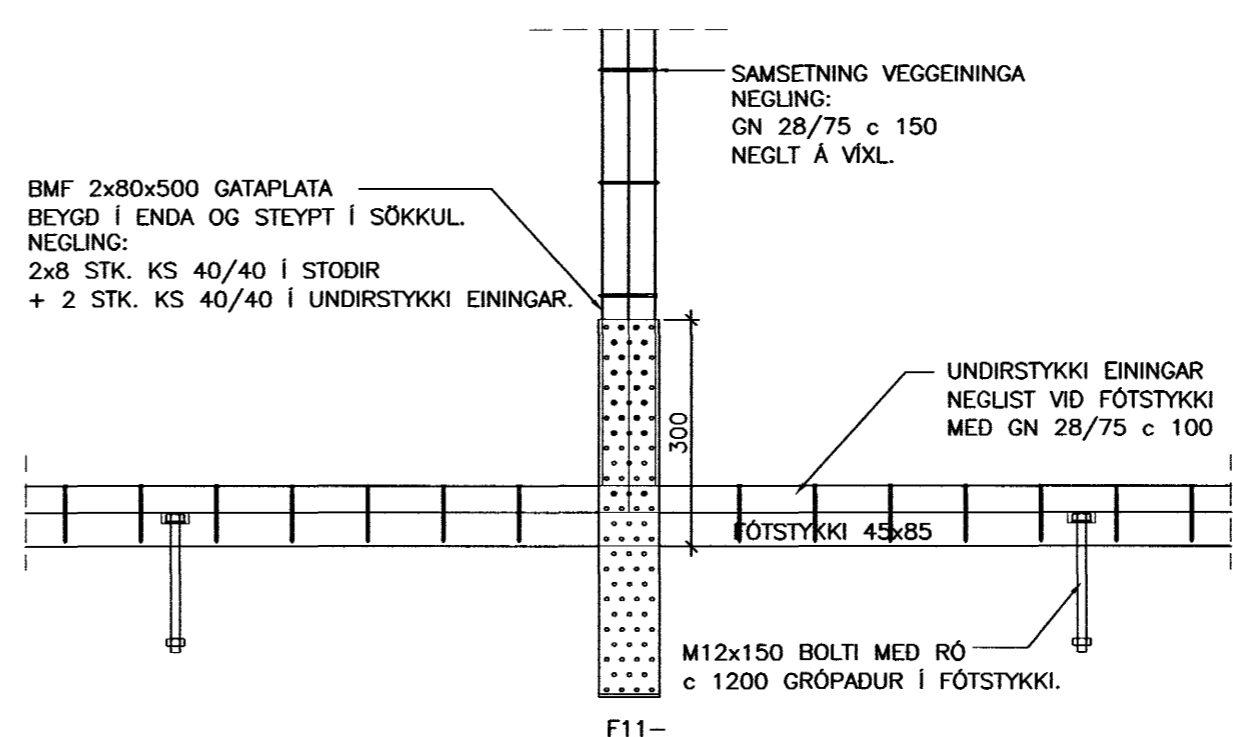 SAMSETNING VEGGEININGA
NEGLING:
GN 28/75 c 150
NEGLT Á VÍXL.
BMF 2x80x500 GATAPLATA
BEYGÐ Í ENDA OG STEYPT Í SÖKKUL.
NEGLING:
2x8 STK. KS 40/40 Í STOÐIR
+ 2 STK. KS 40/40 Í UNDIRSTYKKI EININGAR.
UNDIRSTYKKI EININGAR
NEGLIST VIÐ FÓTSTYKKI
MEÐ GN 28/75 c 100
300
FÓTSTYKKI 45x85
M12x150 BOLTI MEÐ RÓ
c 1200 GRÓPAÐUR Í FÓTSTYKKI.
F11-